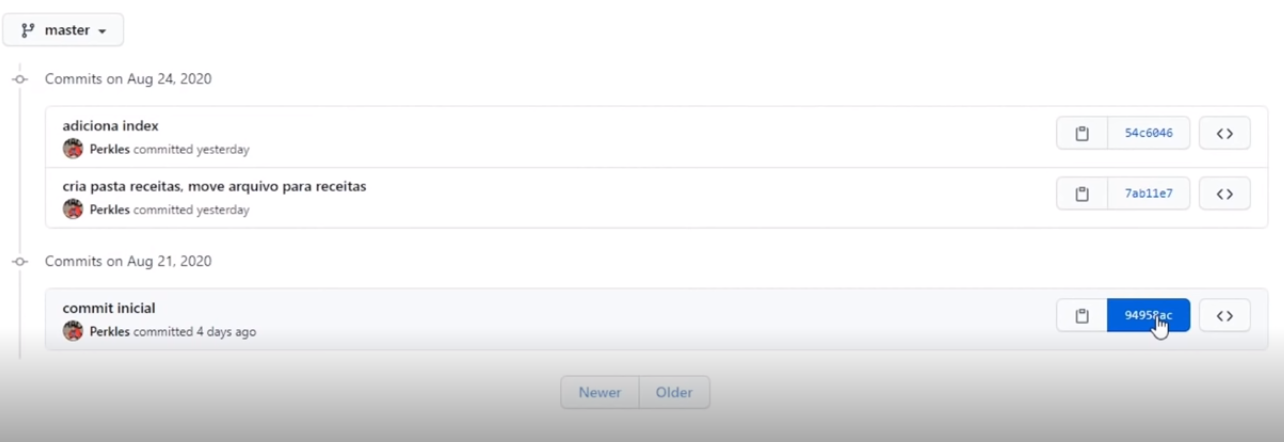 master
Commits on Aug 24, 2020
adiciona index
54c6046
Perkles committed yesterday
cria pasta receitas, move arquivo para receitas
7ab11e7
Perkles committed yesterday
Commits on Aug 21, 2020
commit inicial
94958ac
Perkles committed 4 days ago
Newer Older